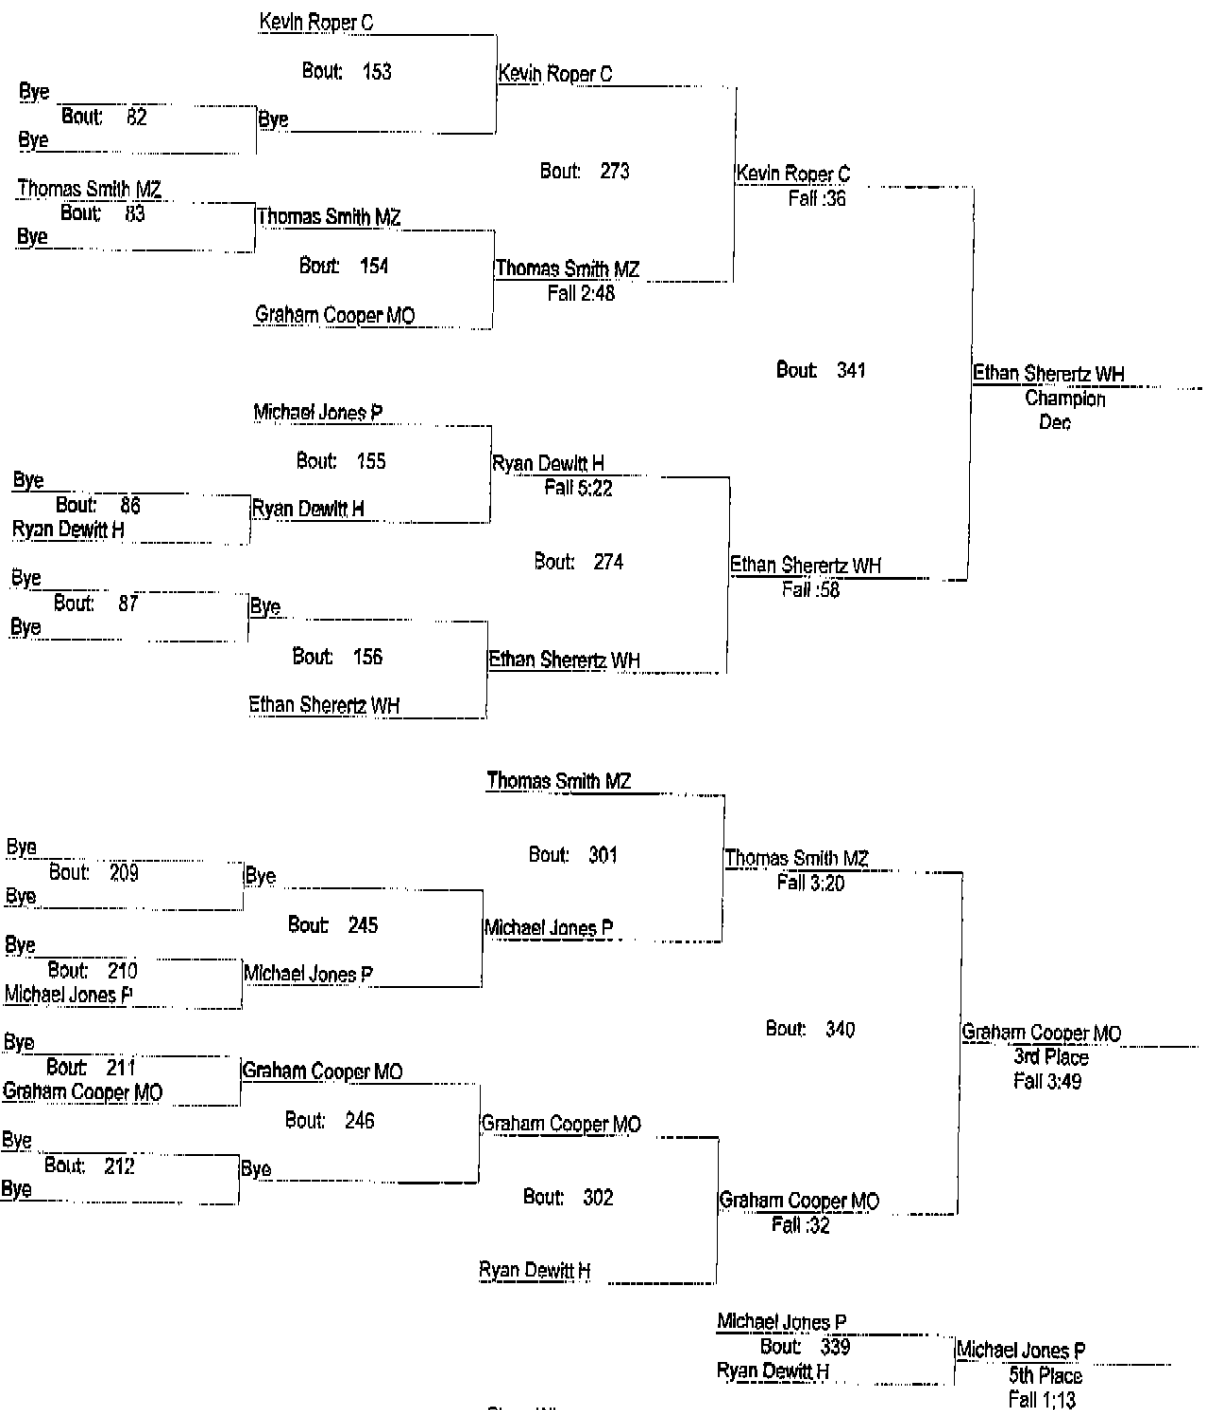 Kevin Roper C
Bout: 153
Kevin Roper C
Bye
Bout: 82
Bye
Bye
Bout: 273
Kevin Roper C
Fall :36
Thomas Smith MZ
Bout: 83
Bye
Thomas Smith MZ
Bout: 154
Thomas Smith MZ
Fall 2:48
Graham Cooper MO
Bout: 341
Ethan Sherertz WH
Champion
Dec
Michael Jones P
Bout: 155
Ryan Dewitt H
Fall 5:22
Bye
Bout: 86
Ryan Dewitt H
Ryan Dewitt H
Bout: 274
Ethan Sherertz WH
Fall :58
Bye
Bout: 87
Bye
Bye
Bout: 156
Ethan Sherertz WH
Ethan Sherertz WH
Thomas Smith MZ
Bout: 301
Thomas Smith MZ
Fall 3:20
Bye
Bout: 209
Bye
Bye
Bout: 245
Michael Jones P
Bye
Bout: 210
Michael Jones P
Michael Jones P
Bout: 340
Graham Cooper MO
3rd Place
Fall 3:49
Bye
Bout: 211
Graham Cooper MO
Graham Cooper MO
Bout: 246
Graham Cooper MO
Bye
Bout: 212
Bye
Bye
Bout: 302
Graham Cooper MO
Fall :32
Ryan Dewitt H
Michael Jones P
Bout: 339
Ryan Dewitt H
Michael Jones P
5th Place
Fall 1;13